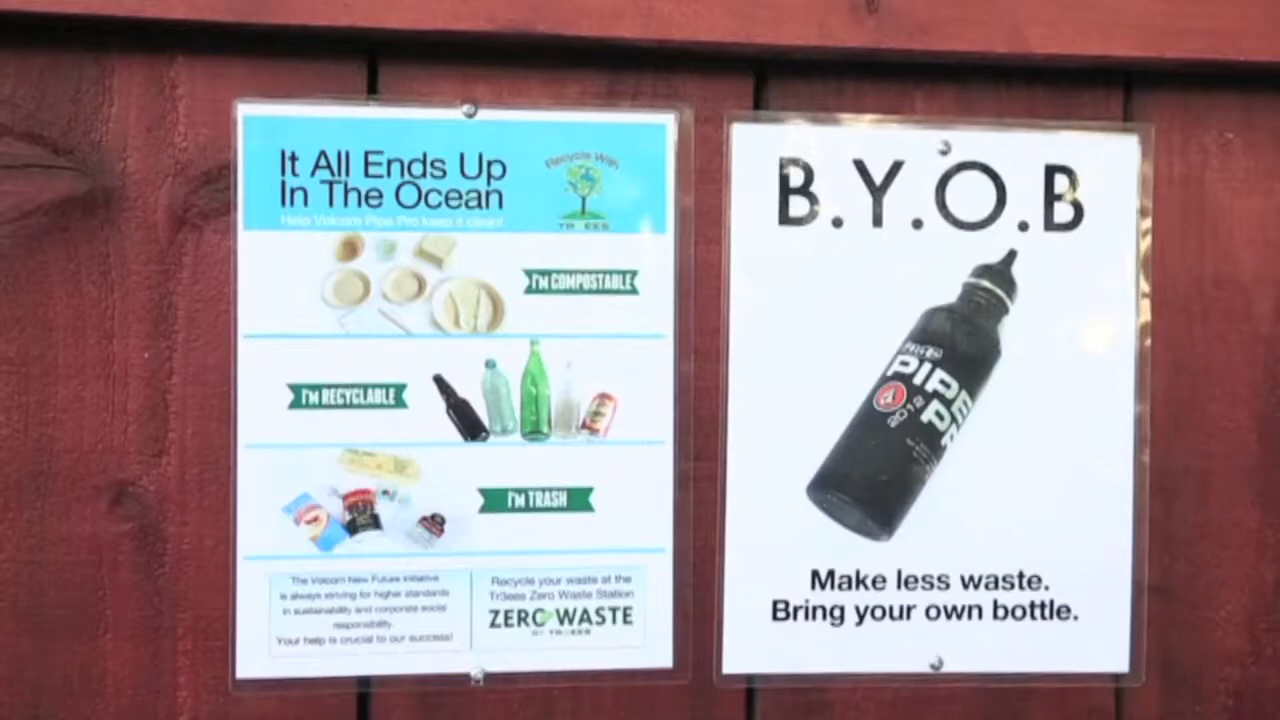 It All Ends Up
In The Ocean
Help Volcom Pipe Pro keep it clean!
Recycle With
TR3EES
I'M COMPOSTABLE
I'M RECYCLABLE
I'M TRASH
The Volcom New Future initiative
is always striving for higher standards
in sustainability and corporate social
responsibility.
Your help is crucial to our success!
Recycle your waste at the
Tr3ees Zero Waste Station
ZERO WASTE
BY TR3EES
B.Y.O.B
PIPE
2012
Make less waste.
Bring your own bottle.